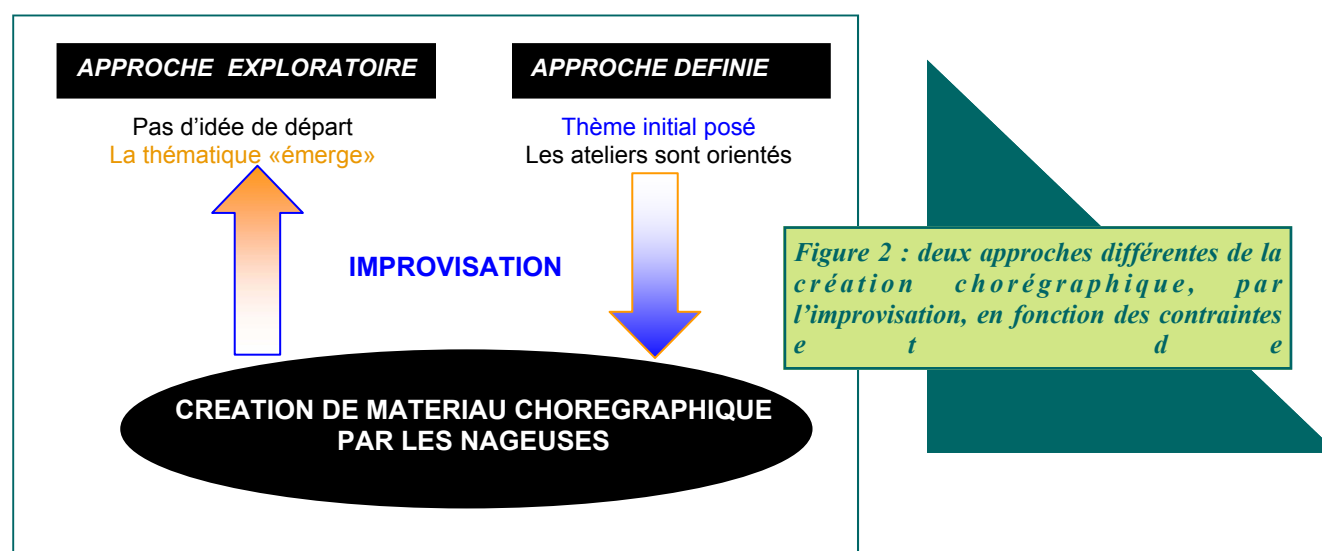 APPROCHE EXPLORATOIRE
Pas d’idée de départ
La thématique «émerge»
APPROCHE DEFINIE
Thème initial posé
Les ateliers sont orientés
IMPROVISATION
CREATION DE MATERIAU CHOREGRAPHIQUE
PAR LES NAGEUSES
Figure 2 : deux approches différentes de la
création chorégraphique, par
l’improvisation, en fonction des contraintes
et de